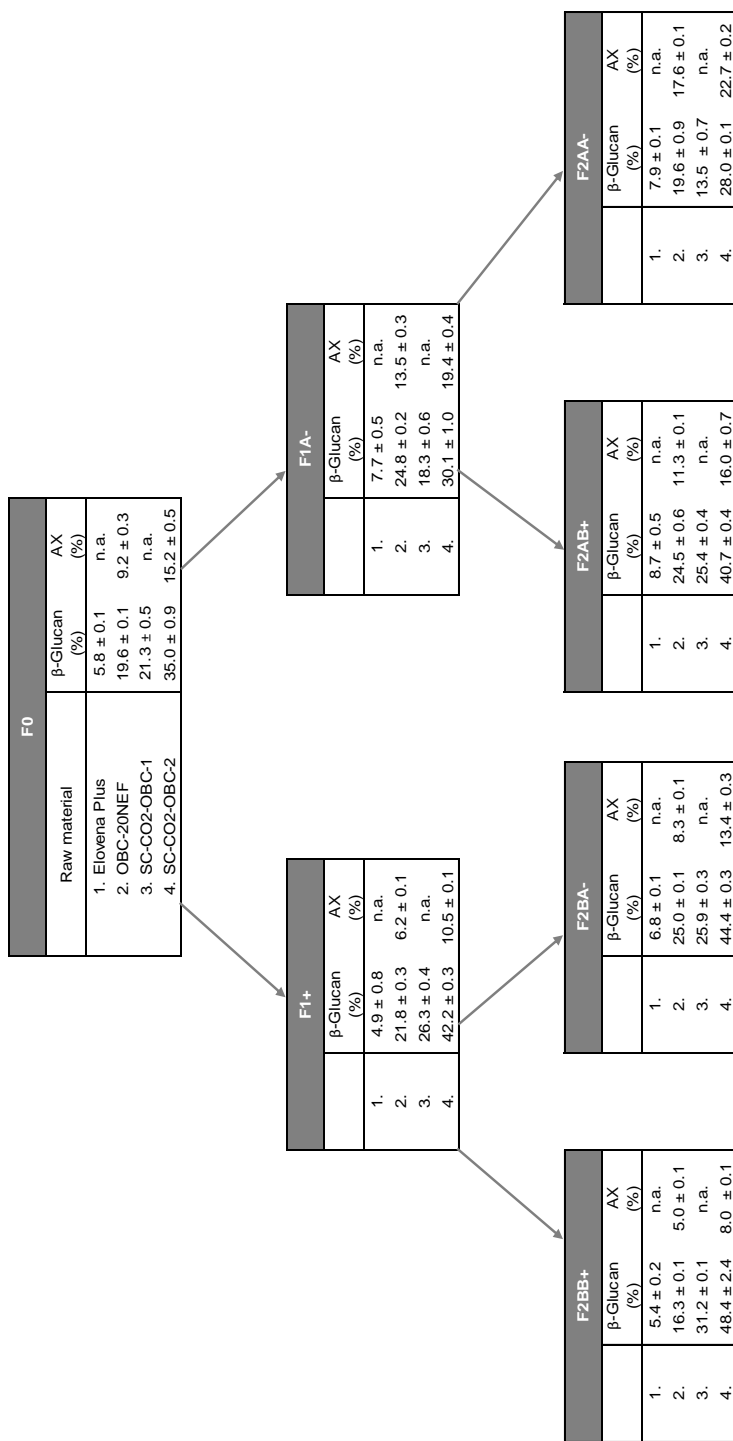 F0
Raw material β-Glucan (%) AX (%)
1. Elovena Plus 5.8 ± 0.1 n.a.
2. OBC-20NEF 19.6 ± 0.1 9.2 ± 0.3
3. SC-CO2-OBC-1 21.3 ± 0.5 n.a.
4. SC-CO2-OBC-2 35.0 ± 0.9 15.2 ± 0.5
F1+
β-Glucan (%) AX (%)
1. 4.9 ± 0.8 n.a.
2. 21.8 ± 0.3 6.2 ± 0.1
3. 26.3 ± 0.4 n.a.
4. 42.2 ± 0.3 10.5 ± 0.1
F1A-
β-Glucan (%) AX (%)
1. 7.7 ± 0.5 n.a.
2. 24.8 ± 0.2 13.5 ± 0.3
3. 18.3 ± 0.6 n.a.
4. 30.1 ± 1.0 19.4 ± 0.4
F2BB+
β-Glucan (%) AX (%)
1. 5.4 ± 0.2 n.a.
2. 16.3 ± 0.1 5.0 ± 0.1
3. 31.2 ± 0.1 n.a.
4. 48.4 ± 2.4 8.0 ± 0.1
F2BA-
β-Glucan (%) AX (%)
1. 6.8 ± 0.1 n.a.
2. 25.0 ± 0.1 8.3 ± 0.1
3. 25.9 ± 0.3 n.a.
4. 44.4 ± 0.3 13.4 ± 0.3
F2AB+
β-Glucan (%) AX (%)
1. 8.7 ± 0.5 n.a.
2. 24.5 ± 0.6 11.3 ± 0.1
3. 25.4 ± 0.4 n.a.
4. 40.7 ± 0.4 16.0 ± 0.7
F2AA-
β-Glucan (%) AX (%)
1. 7.9 ± 0.1 n.a.
2. 19.6 ± 0.9 17.6 ± 0.1
3. 13.5 ± 0.7 n.a.
4. 28.0 ± 0.1 22.7 ± 0.2